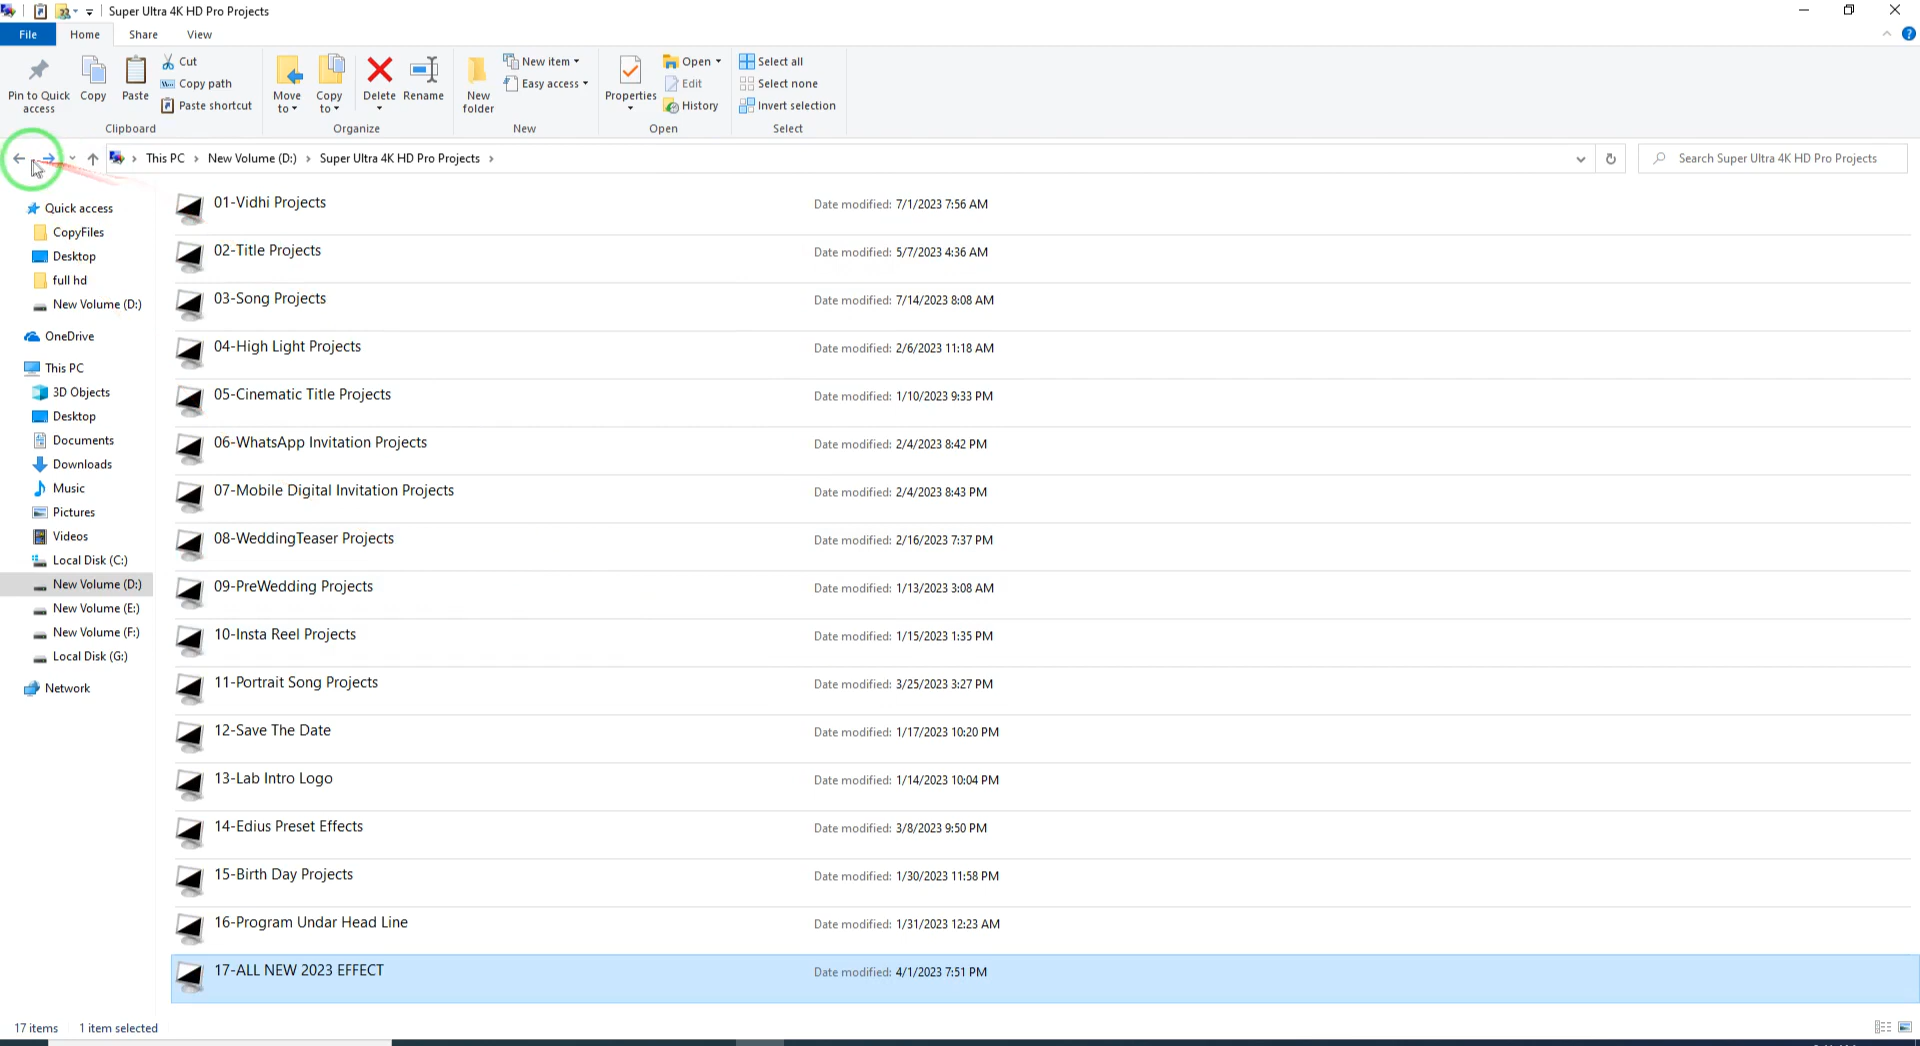 Super Ultra 4K HD Pro Projects
File Home Share View
Pin to Quick access
Copy
Paste
Cut
Copy path
Paste shortcut
Clipboard
Move to
Copy to
Delete
Rename
Organize
New folder
New item
Easy access
New
Properties
Open
Edit
History
Open
Select all
Select none
Invert selection
Select
This PC › New Volume (D:) › Super Ultra 4K HD Pro Projects ›
Search Super Ultra 4K HD Pro Projects
Quick access
CopyFiles
Desktop
full hd
New Volume (D:)
OneDrive
This PC
3D Objects
Desktop
Documents
Downloads
Music
Pictures
Videos
Local Disk (C:)
New Volume (D:)
New Volume (E:)
New Volume (F:)
Local Disk (G:)
Network
01-Vidhi Projects Date modified: 7/1/2023 7:56 AM
02-Title Projects Date modified: 5/7/2023 4:36 AM
03-Song Projects Date modified: 7/14/2023 8:08 AM
04-High Light Projects Date modified: 2/6/2023 11:18 AM
05-Cinematic Title Projects Date modified: 1/10/2023 9:33 PM
06-WhatsApp Invitation Projects Date modified: 2/4/2023 8:42 PM
07-Mobile Digital Invitation Projects Date modified: 2/4/2023 8:43 PM
08-WeddingTeaser Projects Date modified: 2/16/2023 7:37 PM
09-PreWedding Projects Date modified: 1/13/2023 3:08 AM
10-Insta Reel Projects Date modified: 1/15/2023 1:35 PM
11-Portrait Song Projects Date modified: 3/25/2023 3:27 PM
12-Save The Date Date modified: 1/17/2023 10:20 PM
13-Lab Intro Logo Date modified: 1/14/2023 10:04 PM
14-Edius Preset Effects Date modified: 3/8/2023 9:50 PM
15-Birth Day Projects Date modified: 1/30/2023 11:58 PM
16-Program Undar Head Line Date modified: 1/31/2023 12:23 AM
17-ALL NEW 2023 EFFECT Date modified: 4/1/2023 7:51 PM
17 items 1 item selected